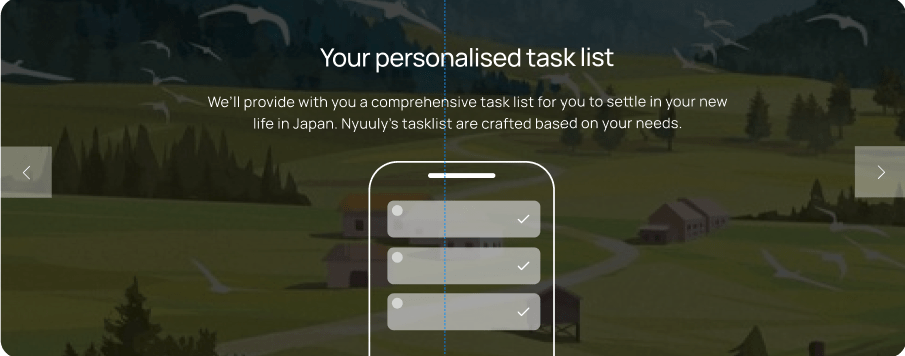 Your personalised task list
We'll provide with you a comprehensive task list for you to settle in your new
life in Japan. Nyuuly's tasklist are crafted based on your needs.